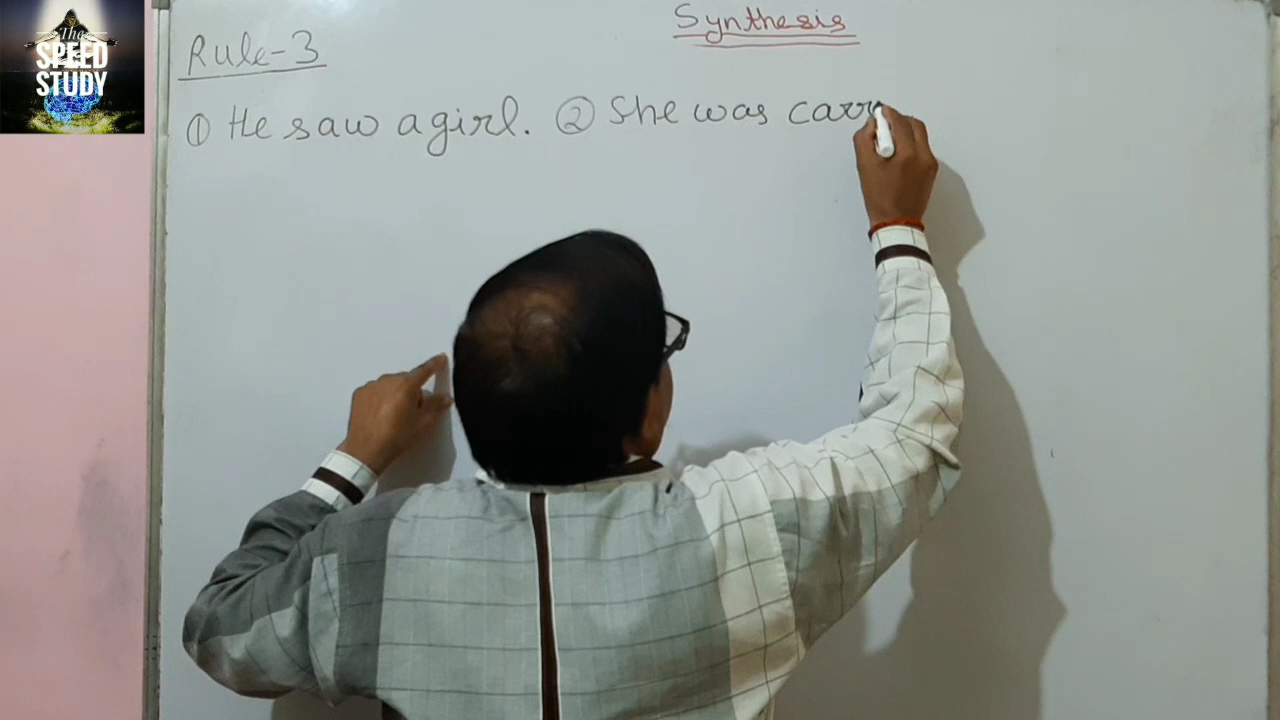 The
SPEED
STUDY
Synthesis
Rule-3
① He saw a girl. ② She was carr